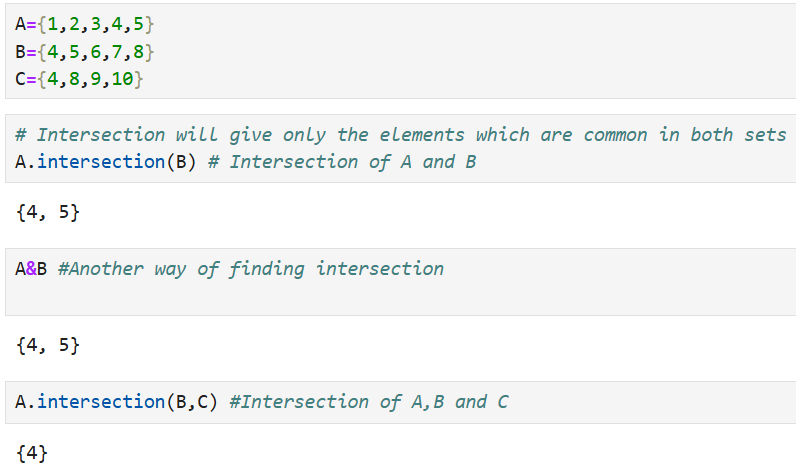 A={1,2,3,4,5}
B={4,5,6,7,8}
C={4,8,9,10}
# Intersection will give only the elements which are common in both sets
A.intersection(B) # Intersection of A and B
{4, 5}
A&B #Another way of finding intersection
{4, 5}
A.intersection(B,C) #Intersection of A,B and C
{4}